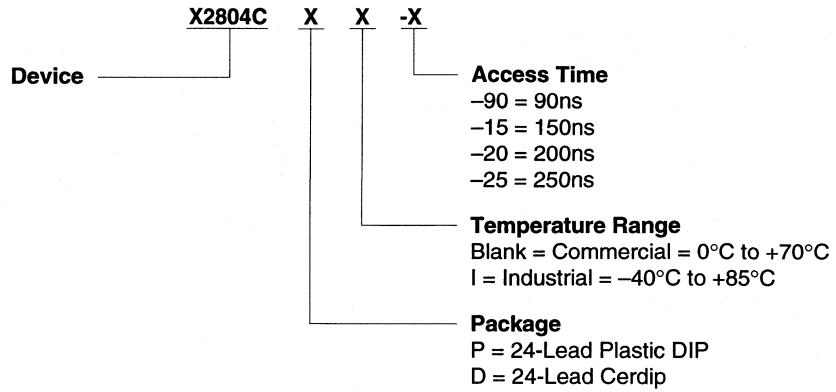 X2804C X X -X
Device
Access Time
–90 = 90ns
–15 = 150ns
–20 = 200ns
–25 = 250ns
Temperature Range
Blank = Commercial = 0°C to +70°C
I = Industrial = –40°C to +85°C
Package
P = 24-Lead Plastic DIP
D = 24-Lead Cerdip